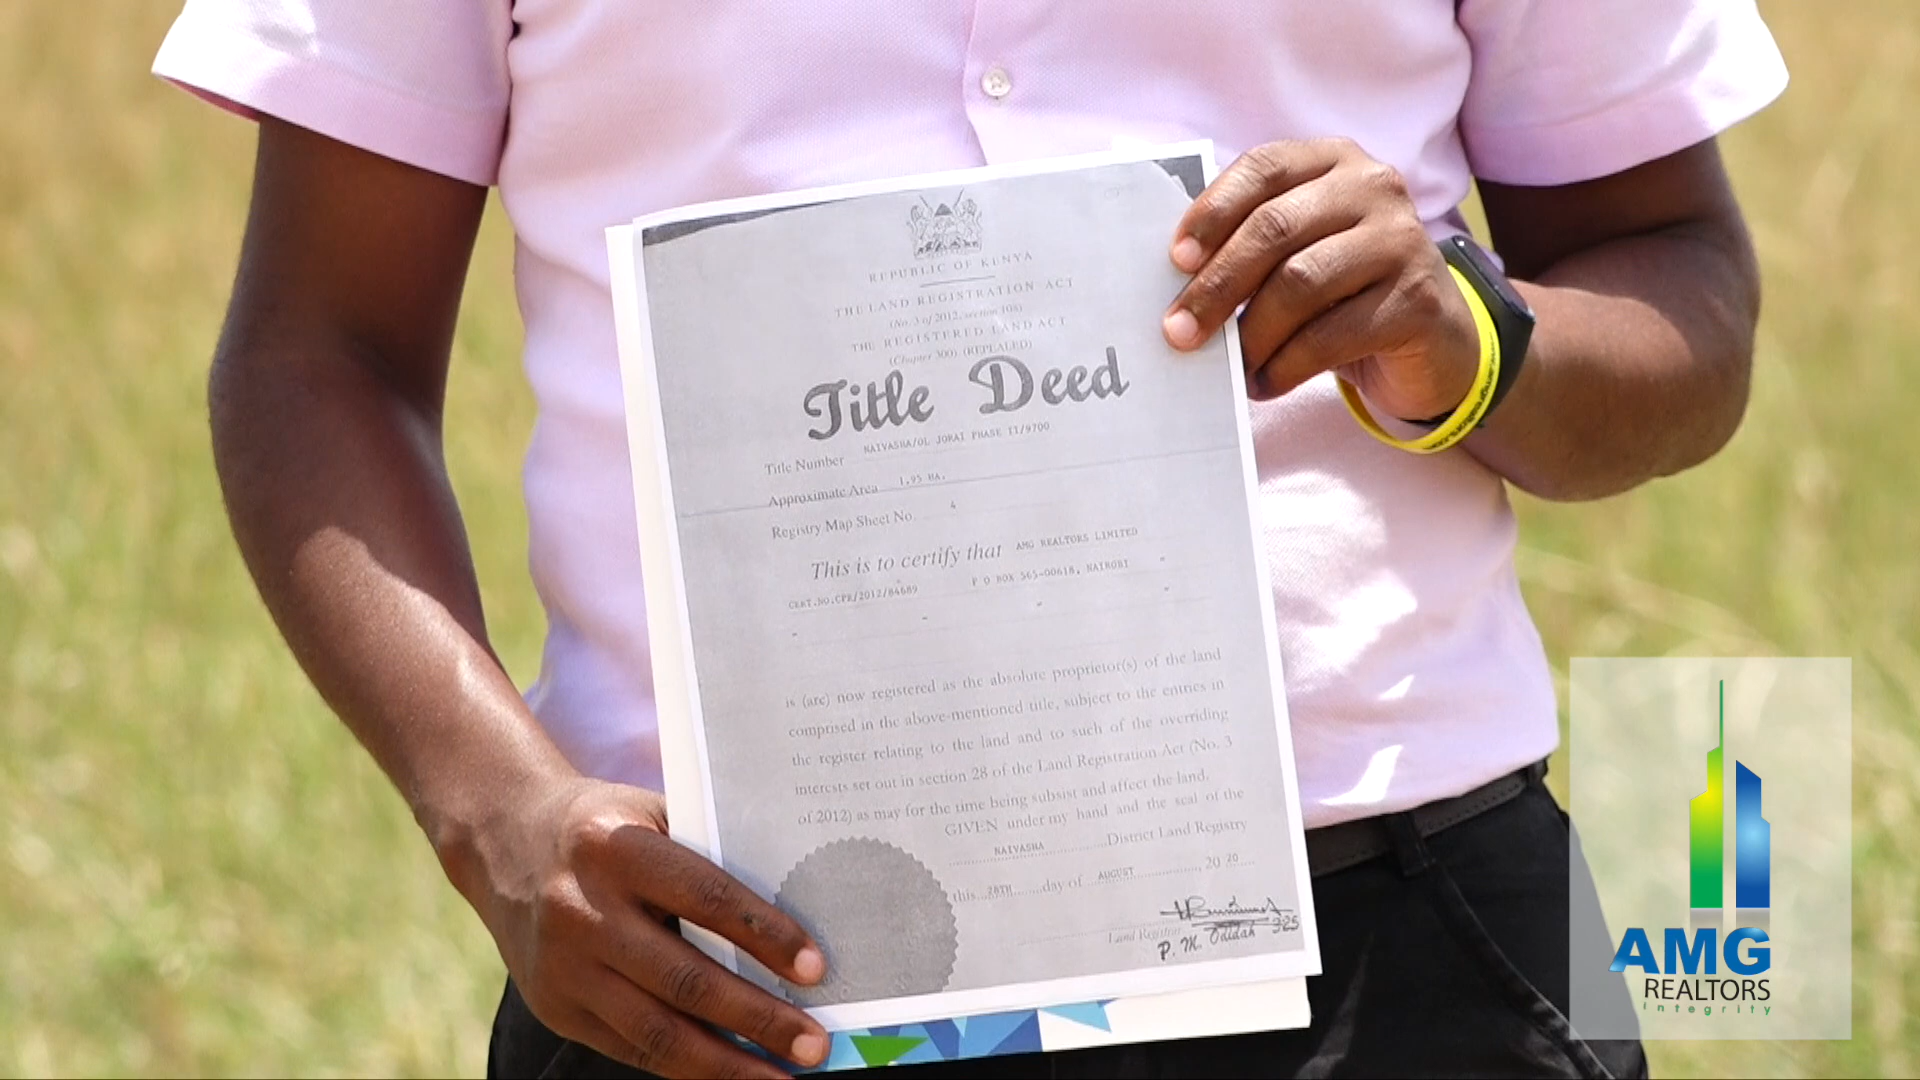 REPUBLIC OF KENYA
THE LAND REGISTRATION ACT
(No. 3 of 2012, section 108)
THE REGISTERED LAND ACT
(Chapter 300) (REPEALED)
Title Deed
Title Number NAIVASHA/OL JORAI PHASE II/9700
Approximate Area 1.95 HA.
Registry Map Sheet No. 4
This is to certify that AMG REALTORS LIMITED
CERT.NO.CPR/2012/84689 P O BOX 565-00618, NAIROBI
is (are) now registered as the absolute proprietor(s) of the land
comprised in the above-mentioned title, subject to the entries in
the register relating to the land and to such of the overriding
interests set out in section 28 of the Land Registration Act (No. 3
of 2012) as may for the time being subsist and affect the land.
GIVEN under my hand and the seal of the
NAIVASHA District Land Registry
this 28TH day of AUGUST, 20 20
Land Registrar 325
P. M. Odidah
AMG
REALTORS
Integrity